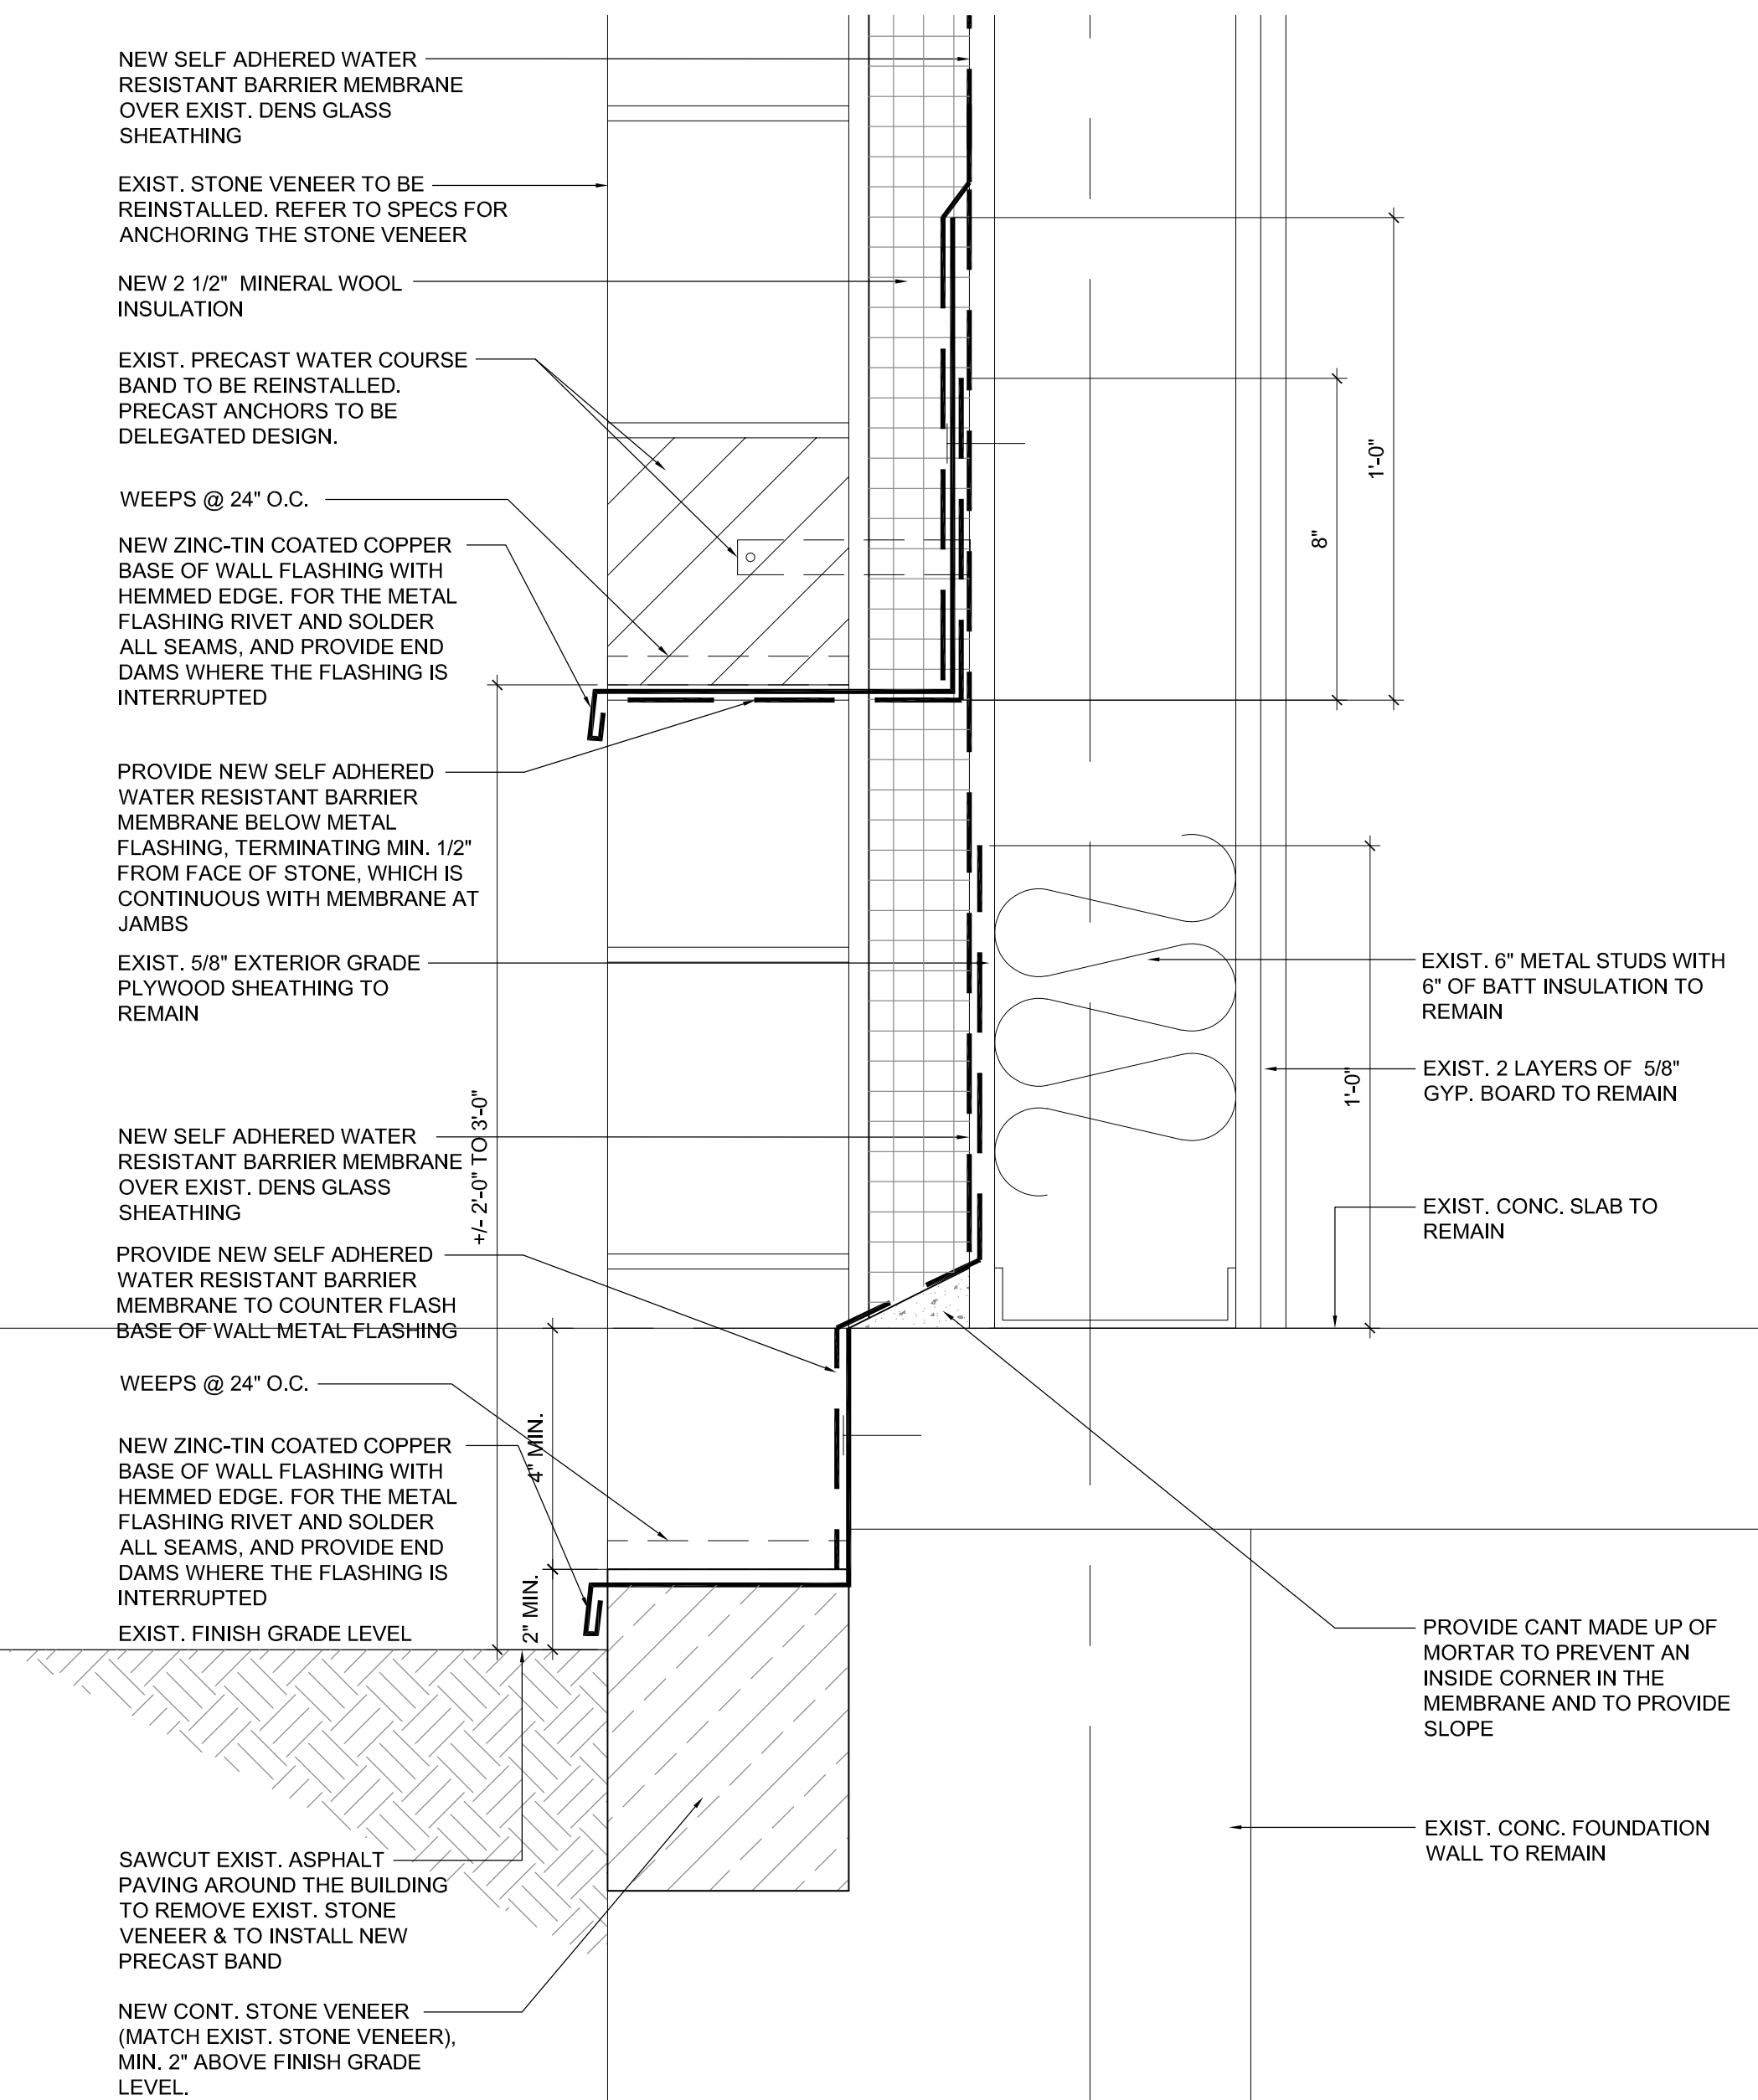 NEW SELF ADHERED WATER
RESISTANT BARRIER MEMBRANE
OVER EXIST. DENS GLASS
SHEATHING
EXIST. STONE VENEER TO BE
REINSTALLED. REFER TO SPECS FOR
ANCHORING THE STONE VENEER
NEW 2 1/2" MINERAL WOOL
INSULATION
EXIST. PRECAST WATER COURSE
BAND TO BE REINSTALLED.
PRECAST ANCHORS TO BE
DELEGATED DESIGN.
WEEPS @ 24" O.C.
NEW ZINC-TIN COATED COPPER
BASE OF WALL FLASHING WITH
HEMMED EDGE. FOR THE METAL
FLASHING RIVET AND SOLDER
ALL SEAMS, AND PROVIDE END
DAMS WHERE THE FLASHING IS
INTERRUPTED
PROVIDE NEW SELF ADHERED
WATER RESISTANT BARRIER
MEMBRANE BELOW METAL
FLASHING, TERMINATING MIN. 1/2"
FROM FACE OF STONE, WHICH IS
CONTINUOUS WITH MEMBRANE AT
JAMBS
EXIST. 5/8" EXTERIOR GRADE
PLYWOOD SHEATHING TO
REMAIN
NEW SELF ADHERED WATER
RESISTANT BARRIER MEMBRANE
OVER EXIST. DENS GLASS
SHEATHING
PROVIDE NEW SELF ADHERED
WATER RESISTANT BARRIER
MEMBRANE TO COUNTER FLASH
BASE OF WALL METAL FLASHING
WEEPS @ 24" O.C.
NEW ZINC-TIN COATED COPPER
BASE OF WALL FLASHING WITH
HEMMED EDGE. FOR THE METAL
FLASHING RIVET AND SOLDER
ALL SEAMS, AND PROVIDE END
DAMS WHERE THE FLASHING IS
INTERRUPTED
EXIST. FINISH GRADE LEVEL
SAWCUT EXIST. ASPHALT
PAVING AROUND THE BUILDING
TO REMOVE EXIST. STONE
VENEER & TO INSTALL NEW
PRECAST BAND
NEW CONT. STONE VENEER
(MATCH EXIST. STONE VENEER),
MIN. 2" ABOVE FINISH GRADE
LEVEL.
+/- 2'-0" TO 3'-0"
4" MIN.
2" MIN.
1'-0"
8"
1'-0"
EXIST. 6" METAL STUDS WITH
6" OF BATT INSULATION TO
REMAIN
EXIST. 2 LAYERS OF 5/8"
GYP. BOARD TO REMAIN
EXIST. CONC. SLAB TO
REMAIN
PROVIDE CANT MADE UP OF
MORTAR TO PREVENT AN
INSIDE CORNER IN THE
MEMBRANE AND TO PROVIDE
SLOPE
EXIST. CONC. FOUNDATION
WALL TO REMAIN